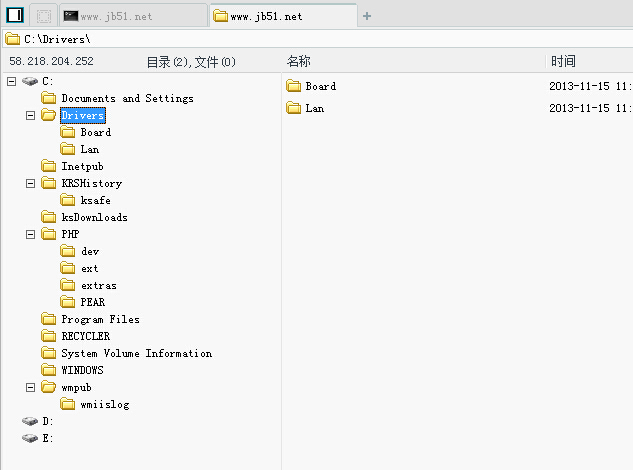 www.jb51.net
www.jb51.net
C:\Drivers\
58.218.204.252 目录(2),文件(0) 名称 时间
C:
Documents and Settings
Drivers
Board
Lan
Inetpub
KRSHistory
ksafe
ksDownloads
PHP
dev
ext
extras
PEAR
Program Files
RECYCLER
System Volume Information
WINDOWS
wmpub
wmiislog
D:
E:
Board 2013-11-15 11:
Lan 2013-11-15 11: